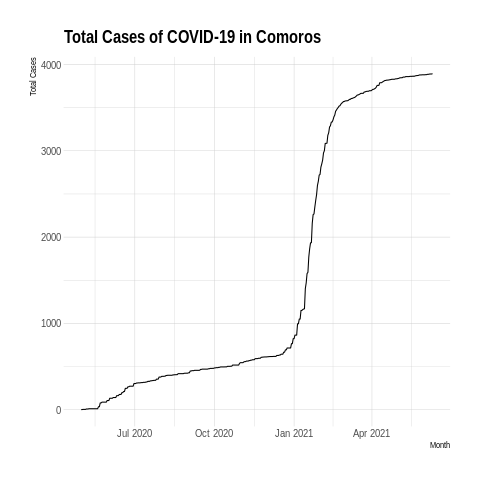 Total Cases of COVID-19 in Comoros
Total Cases
4000
3000
2000
1000
0
Jul 2020 Oct 2020 Jan 2021 Apr 2021
Month